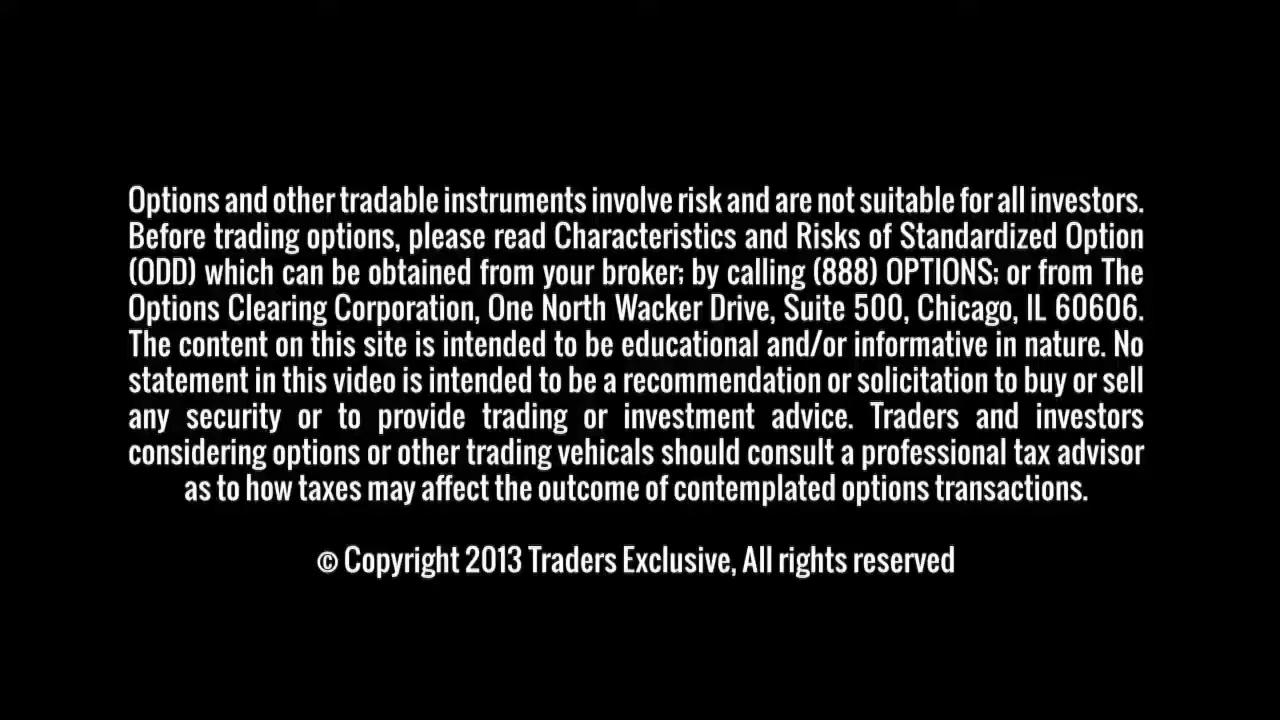 Options and other tradable instruments involve risk and are not suitable for all investors.
Before trading options, please read Characteristics and Risks of Standardized Option
(ODD) which can be obtained from your broker; by calling (888) OPTIONS; or from The
Options Clearing Corporation, One North Wacker Drive, Suite 500, Chicago, IL 60606.
The content on this site is intended to be educational and/or informative in nature. No
statement in this video is intended to be a recommendation or solicitation to buy or sell
any security or to provide trading or investment advice. Traders and investors
considering options or other trading vehicals should consult a professional tax advisor
as to how taxes may affect the outcome of contemplated options transactions.
© Copyright 2013 Traders Exclusive, All rights reserved